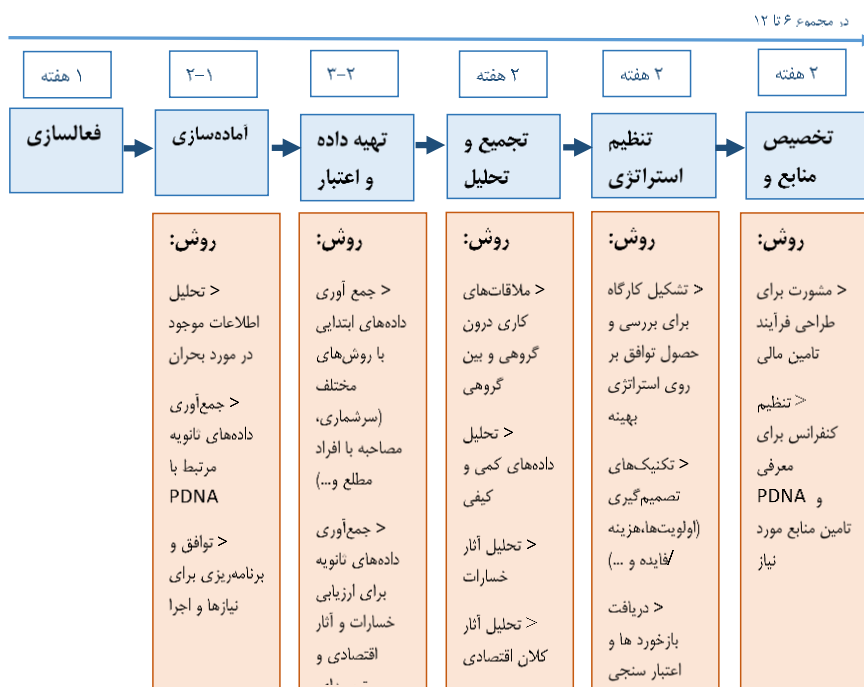 در مجموع ۶ تا ۱۲
۱ هفته
۲-۱
۳-۲
۲ هفته
۲ هفته
۲ هفته
فعالسازی
آماده‌سازی
تهیه داده
و اعتبار
تجمیع و
تحلیل
تنظیم
استراتژی
تخصیص
منابع و
روش:
< تحلیل
اطلاعات موجود
در مورد بحران
< جمع‌آوری
داده‌های ثانویه
مرتبط با
PDNA
< توافق و
برنامه‌ریزی برای
نیازها و اجرا
روش:
< جمع آوری
داده‌های ابتدایی
با روش‌های
مختلف
(سرشماری،
مصاحبه با افراد
مطلع و...)
< جمع‌آوری
داده‌های ثانویه
برای ارزیابی
خسارات و آثار
اقتصادی و
روش:
< ملاقات‌های
کاری درون
گروهی و بین
گروهی
< تحلیل
داده‌های کمی و
کیفی
< تحلیل آثار
خسارات
< تحلیل آثار
کلان اقتصادی
روش:
< تشکیل کارگاه
برای بررسی و
حصول توافق بر
روی استراتژی
بهینه
< تکنیک‌های
تصمیم‌گیری
(اولویت‌ها،هزینه
/فایده و ...)
< دریافت
بازخورد ها و
اعتبار سنجی
روش:
< مشورت برای
طراحی فرآیند
تامین مالی
< تنظیم
کنفرانس برای
معرفی
PDNA و
تامین منابع مورد
نیاز